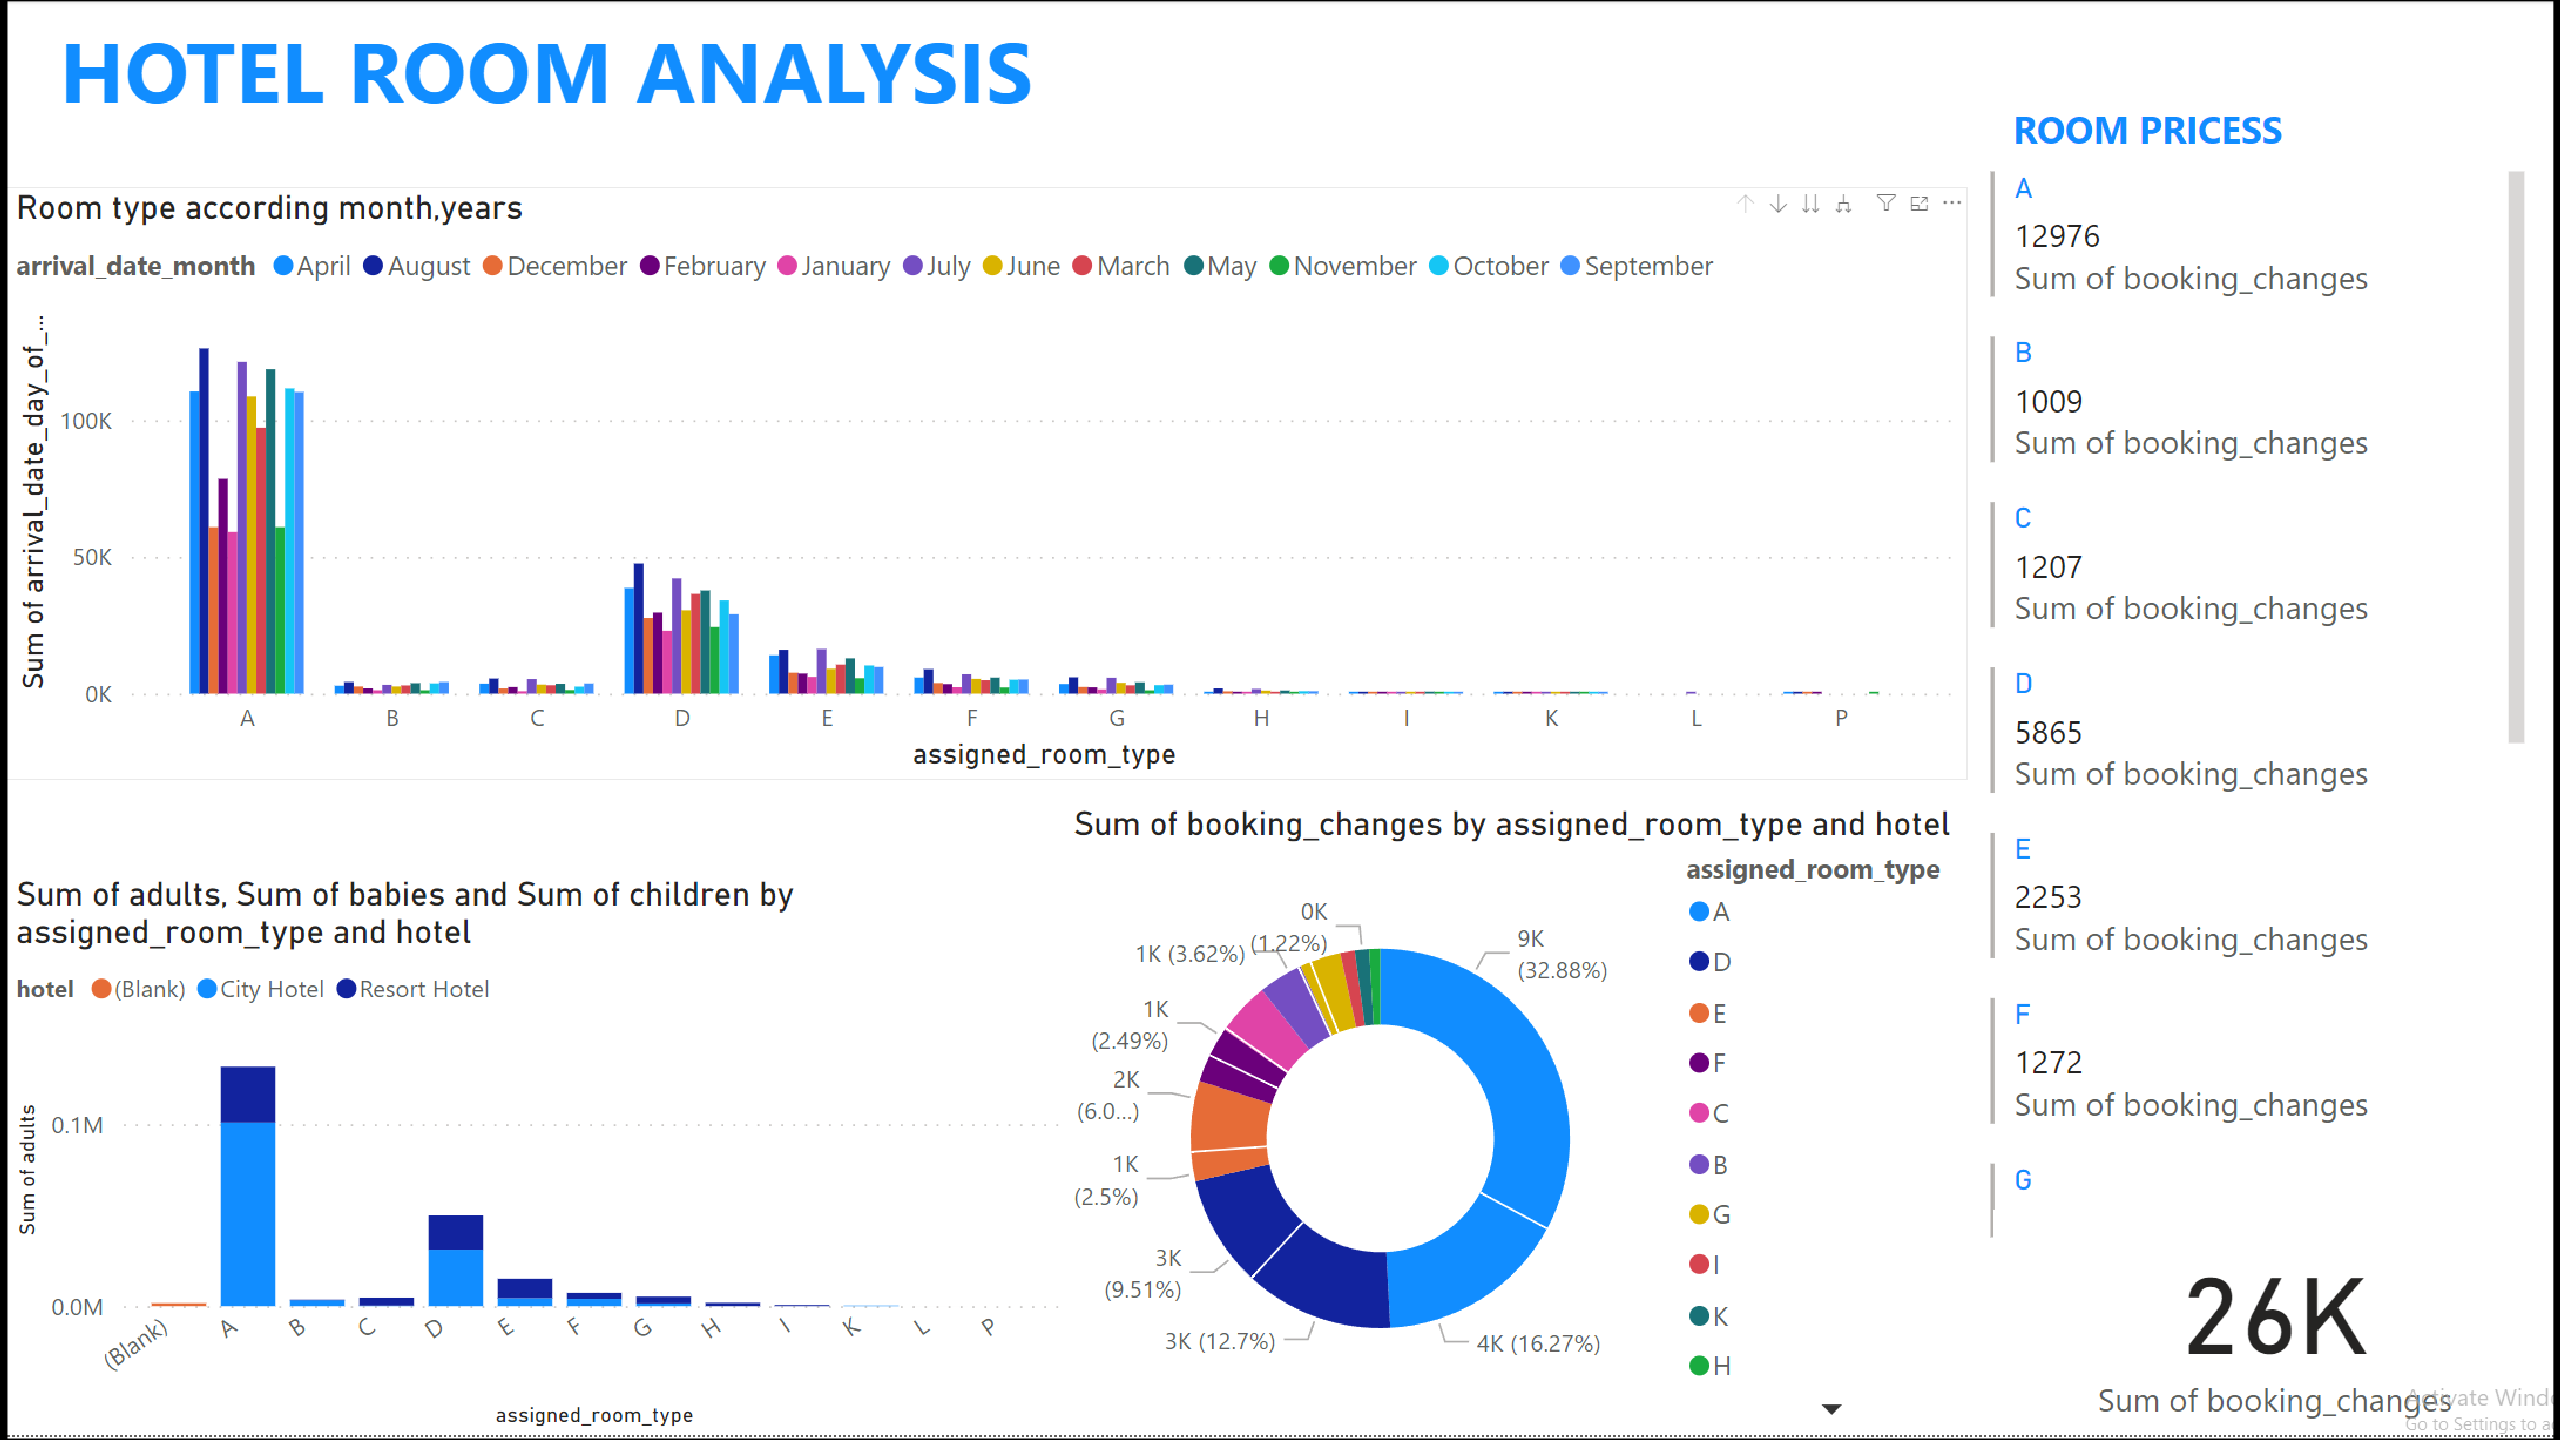 HOTEL ROOM ANALYSIS
ROOM PRICESS
Room type according month,years
arrival_date_month April August December February January July June March May November October September
Sum of arrival_date_day_of_...
100K
50K
0K
A B C D E F G H I K L P
assigned_room_type
A
12976
Sum of booking_changes
B
1009
Sum of booking_changes
C
1207
Sum of booking_changes
D
5865
Sum of booking_changes
E
2253
Sum of booking_changes
F
1272
Sum of booking_changes
G
Sum of adults, Sum of babies and Sum of children by
assigned_room_type and hotel
hotel (Blank) City Hotel Resort Hotel
Sum of adults
0.1M
0.0M
(Blank) A B C D E F G H I K L P
assigned_room_type
Sum of booking_changes by assigned_room_type and hotel
assigned_room_type
A
D
E
F
C
B
G
I
K
H
9K
(32.88%)
4K (16.27%)
3K (12.7%)
3K
(9.51%)
1K
(2.5%)
2K
(6.0...)
1K
(2.49%)
1K (3.62%)
0K
(1.22%)
26K
Sum of booking_changes
Activate Wind
Go to Settings to a